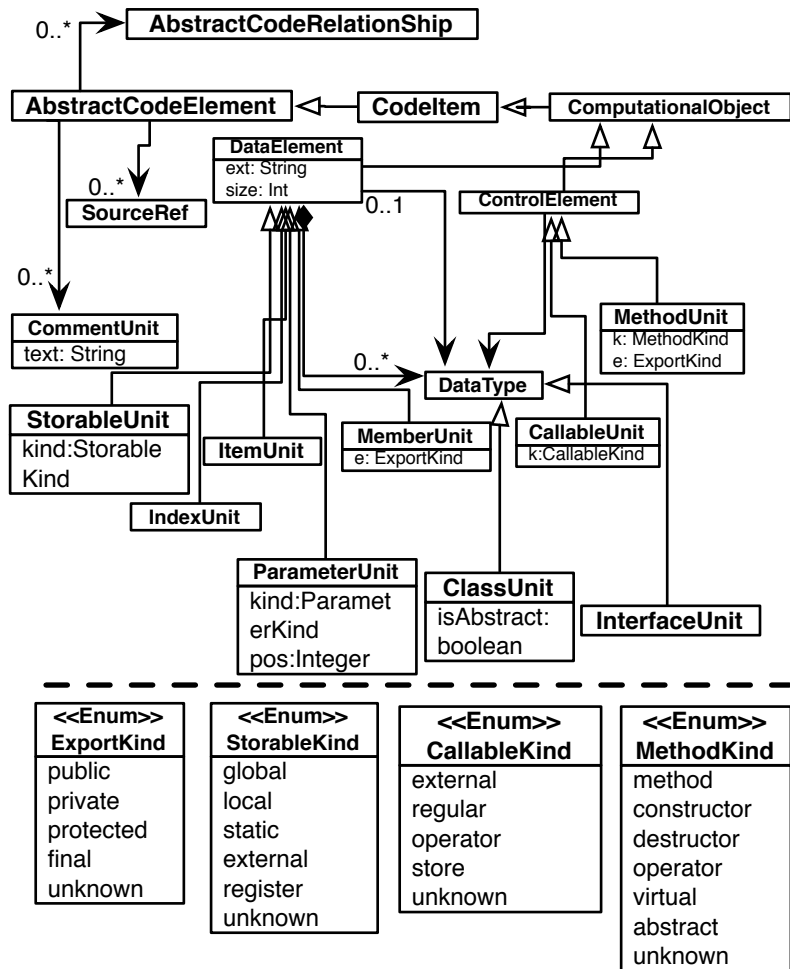 AbstractCodeRelationShip
0..*
AbstractCodeElement
CodeItem
ComputationalObject
DataElement
ext: String
size: Int
0..*
SourceRef
0..1
ControlElement
0..*
CommentUnit
text: String
MethodUnit
k: MethodKind
e: ExportKind
0..*
DataType
StorableUnit
kind:Storable
Kind
ItemUnit
MemberUnit
e: ExportKind
CallableUnit
k:CallableKind
IndexUnit
ParameterUnit
kind:Paramet
erKind
pos:Integer
ClassUnit
isAbstract:
boolean
InterfaceUnit
<<Enum>>
ExportKind
public
private
protected
final
unknown
<<Enum>>
StorableKind
global
local
static
external
register
unknown
<<Enum>>
CallableKind
external
regular
operator
store
unknown
<<Enum>>
MethodKind
method
constructor
destructor
operator
virtual
abstract
unknown